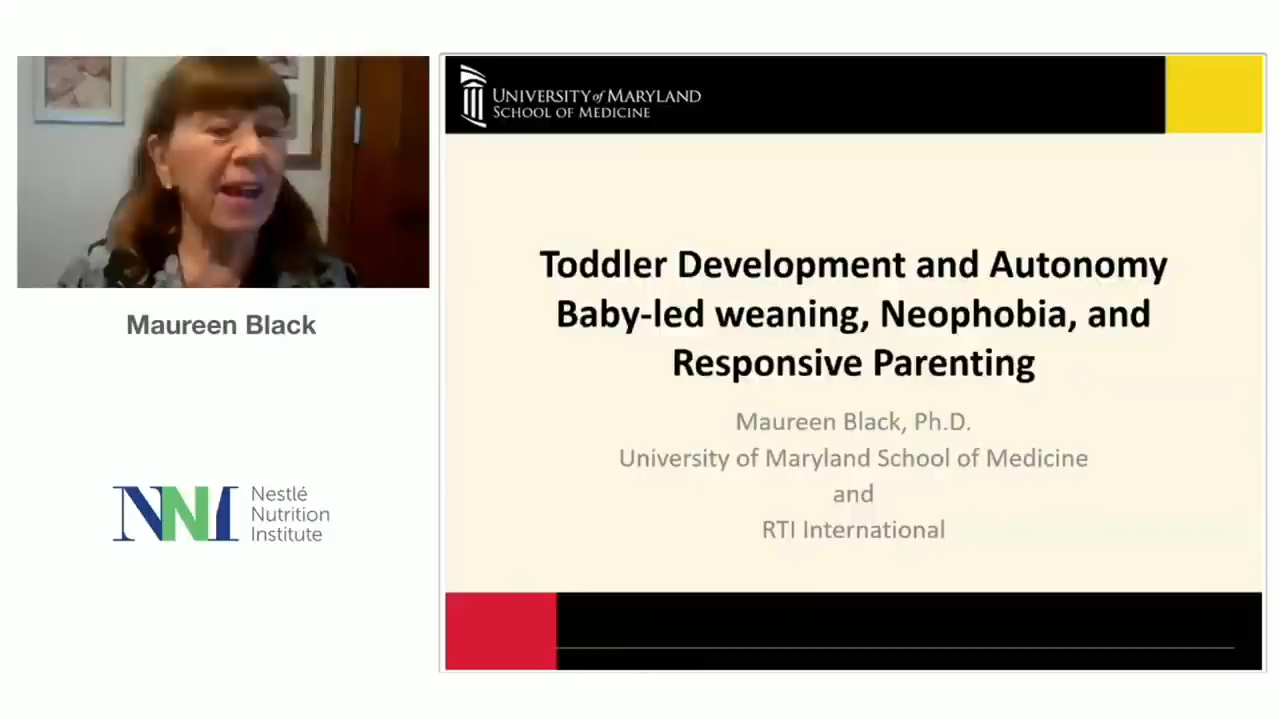 UNIVERSITY of MARYLAND
SCHOOL OF MEDICINE
Maureen Black
NNI Nestlé
Nutrition
Institute
Toddler Development and Autonomy
Baby-led weaning, Neophobia, and
Responsive Parenting
Maureen Black, Ph.D.
University of Maryland School of Medicine
and
RTI International